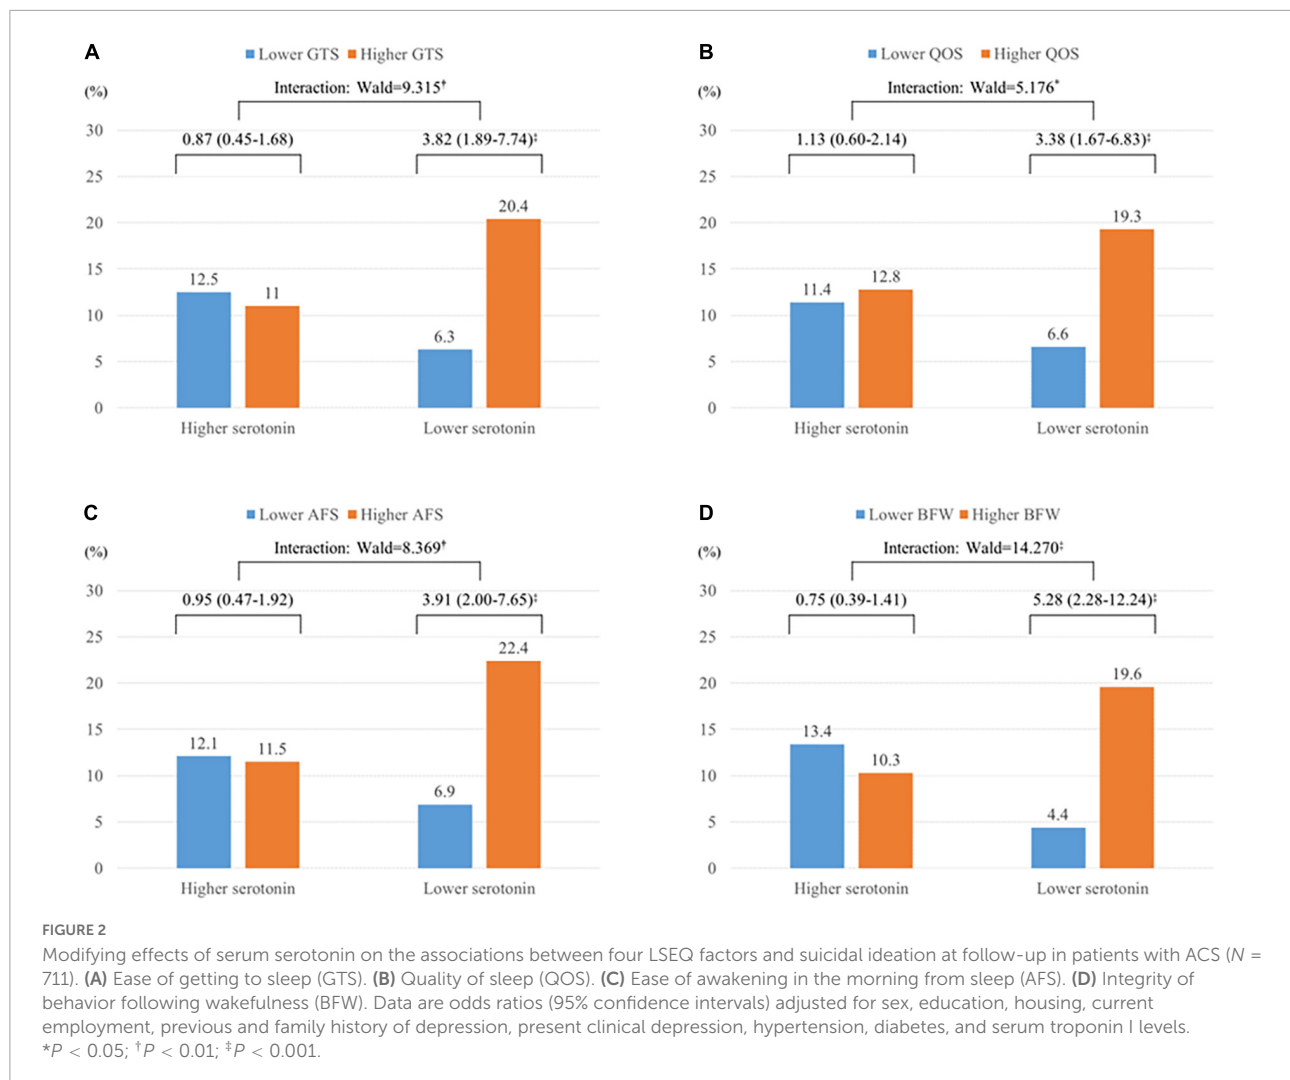 A
Lower GTS Higher GTS
(%)
Interaction: Wald=9.315†
30
25
20
15
10
5
0
0.87 (0.45-1.68)
3.82 (1.89-7.74)‡
12.5
11
6.3
20.4
Higher serotonin
Lower serotonin
B
Lower QOS Higher QOS
(%)
Interaction: Wald=5.176*
30
25
20
15
10
5
0
1.13 (0.60-2.14)
3.38 (1.67-6.83)‡
11.4
12.8
6.6
19.3
Higher serotonin
Lower serotonin
C
Lower AFS Higher AFS
(%)
Interaction: Wald=8.369†
30
25
20
15
10
5
0
0.95 (0.47-1.92)
3.91 (2.00-7.65)‡
12.1
11.5
6.9
22.4
Higher serotonin
Lower serotonin
D
Lower BFW Higher BFW
(%)
Interaction: Wald=14.270‡
30
25
20
15
10
5
0
0.75 (0.39-1.41)
5.28 (2.28-12.24)‡
13.4
10.3
4.4
19.6
Higher serotonin
Lower serotonin
FIGURE 2
Modifying effects of serum serotonin on the associations between four LSEQ factors and suicidal ideation at follow-up in patients with ACS (N =
711). (A) Ease of getting to sleep (GTS). (B) Quality of sleep (QOS). (C) Ease of awakening in the morning from sleep (AFS). (D) Integrity of
behavior following wakefulness (BFW). Data are odds ratios (95% confidence intervals) adjusted for sex, education, housing, current
employment, previous and family history of depression, present clinical depression, hypertension, diabetes, and serum troponin I levels.
*P < 0.05; †P < 0.01; ‡P < 0.001.